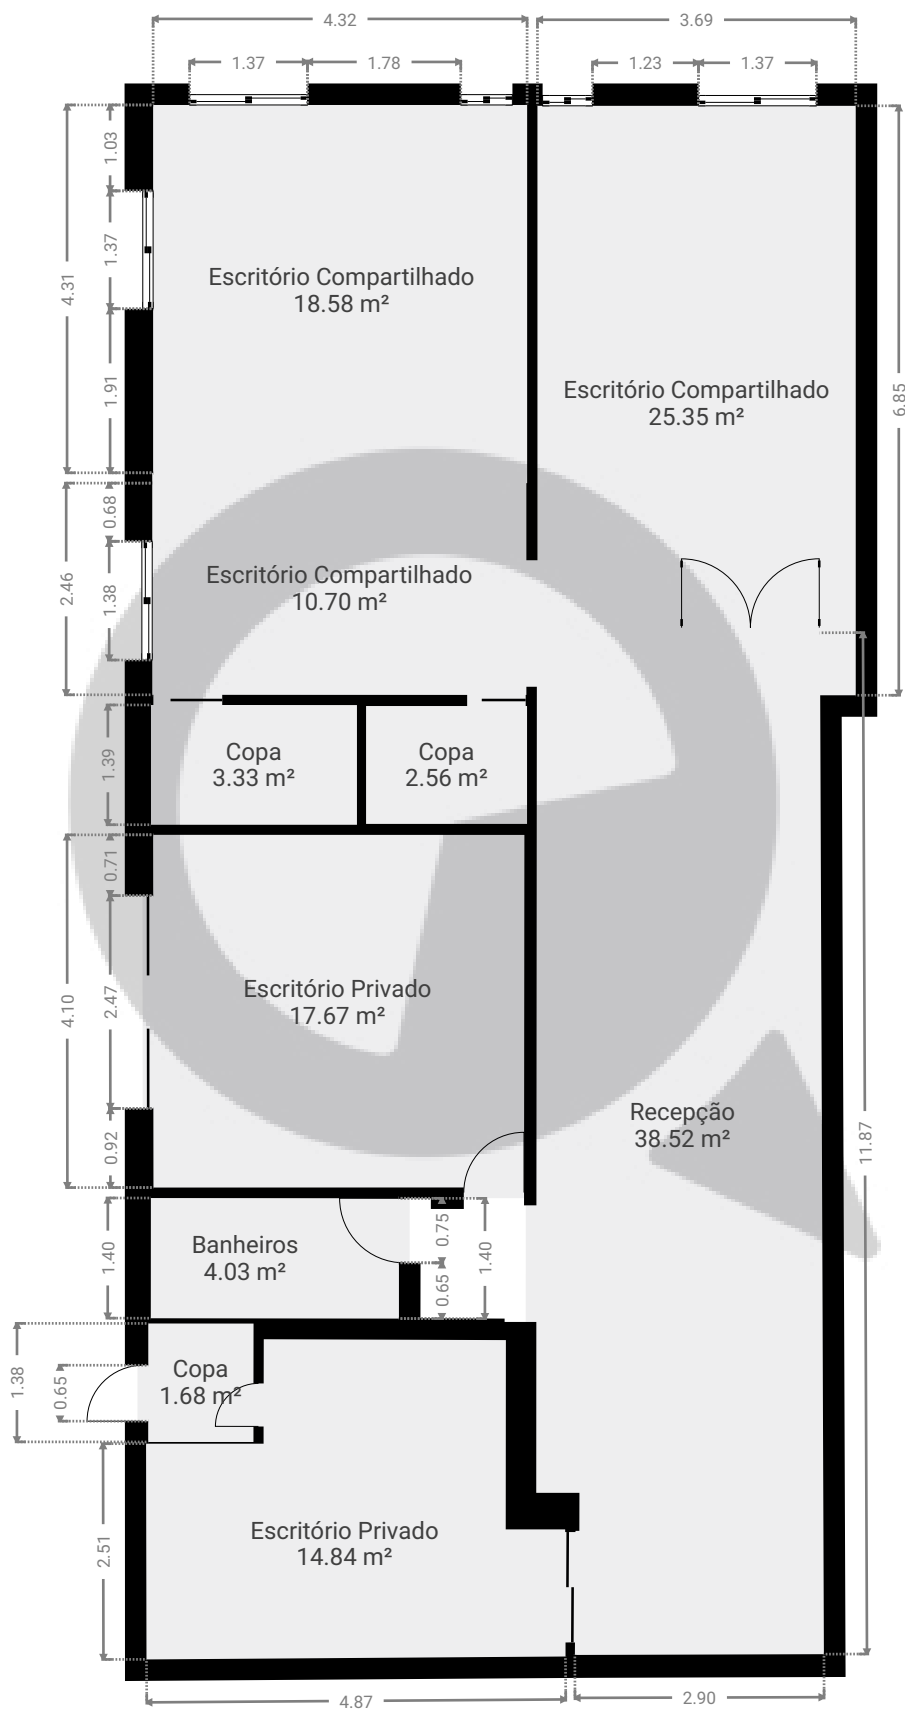 4.32
3.69
1.37
1.78
1.23
1.37
1.03
1.37
4.31
1.91
6.85
Escritório Compartilhado
18.58 m²
Escritório Compartilhado
25.35 m²
0.68
2.46
1.38
Escritório Compartilhado
10.70 m²
1.39
Copa
3.33 m²
Copa
2.56 m²
0.71
4.10
2.47
Escritório Privado
17.67 m²
0.92
Recepção
38.52 m²
11.87
1.40
Banheiros
4.03 m²
0.75
0.65
1.40
1.38
0.65
Copa
1.68 m²
2.51
Escritório Privado
14.84 m²
4.87
2.90